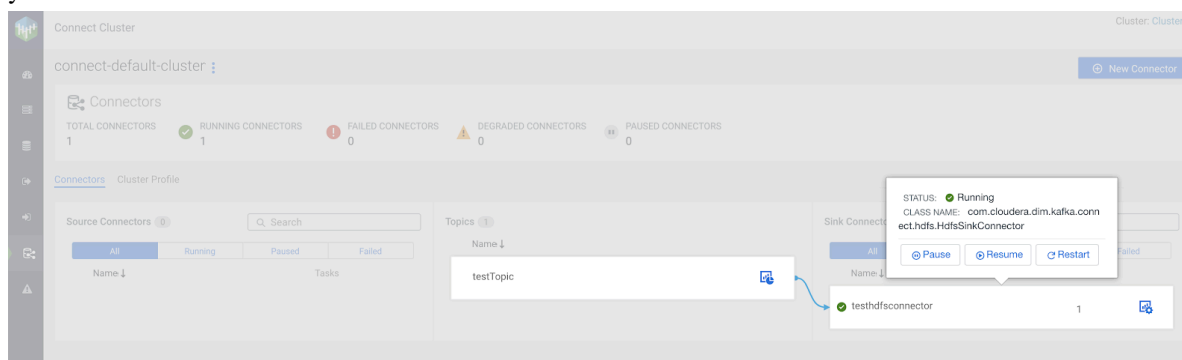 Connect Cluster
Cluster: Cluster
connect-default-cluster
New Connector
Connectors
TOTAL CONNECTORS
1
RUNNING CONNECTORS
1
FAILED CONNECTORS
0
DEGRADED CONNECTORS
0
PAUSED CONNECTORS
0
Connectors Cluster Profile
Source Connectors 0
Search
All Running Paused Failed
Name Tasks
Topics 1
Name
testTopic
STATUS: Running
CLASS NAME: com.cloudera.dim.kafka.conn
ect.hdfs.HdfsSinkConnector
Pause Resume Restart
Sink
All Failed
Name
testhdfsconnector 1